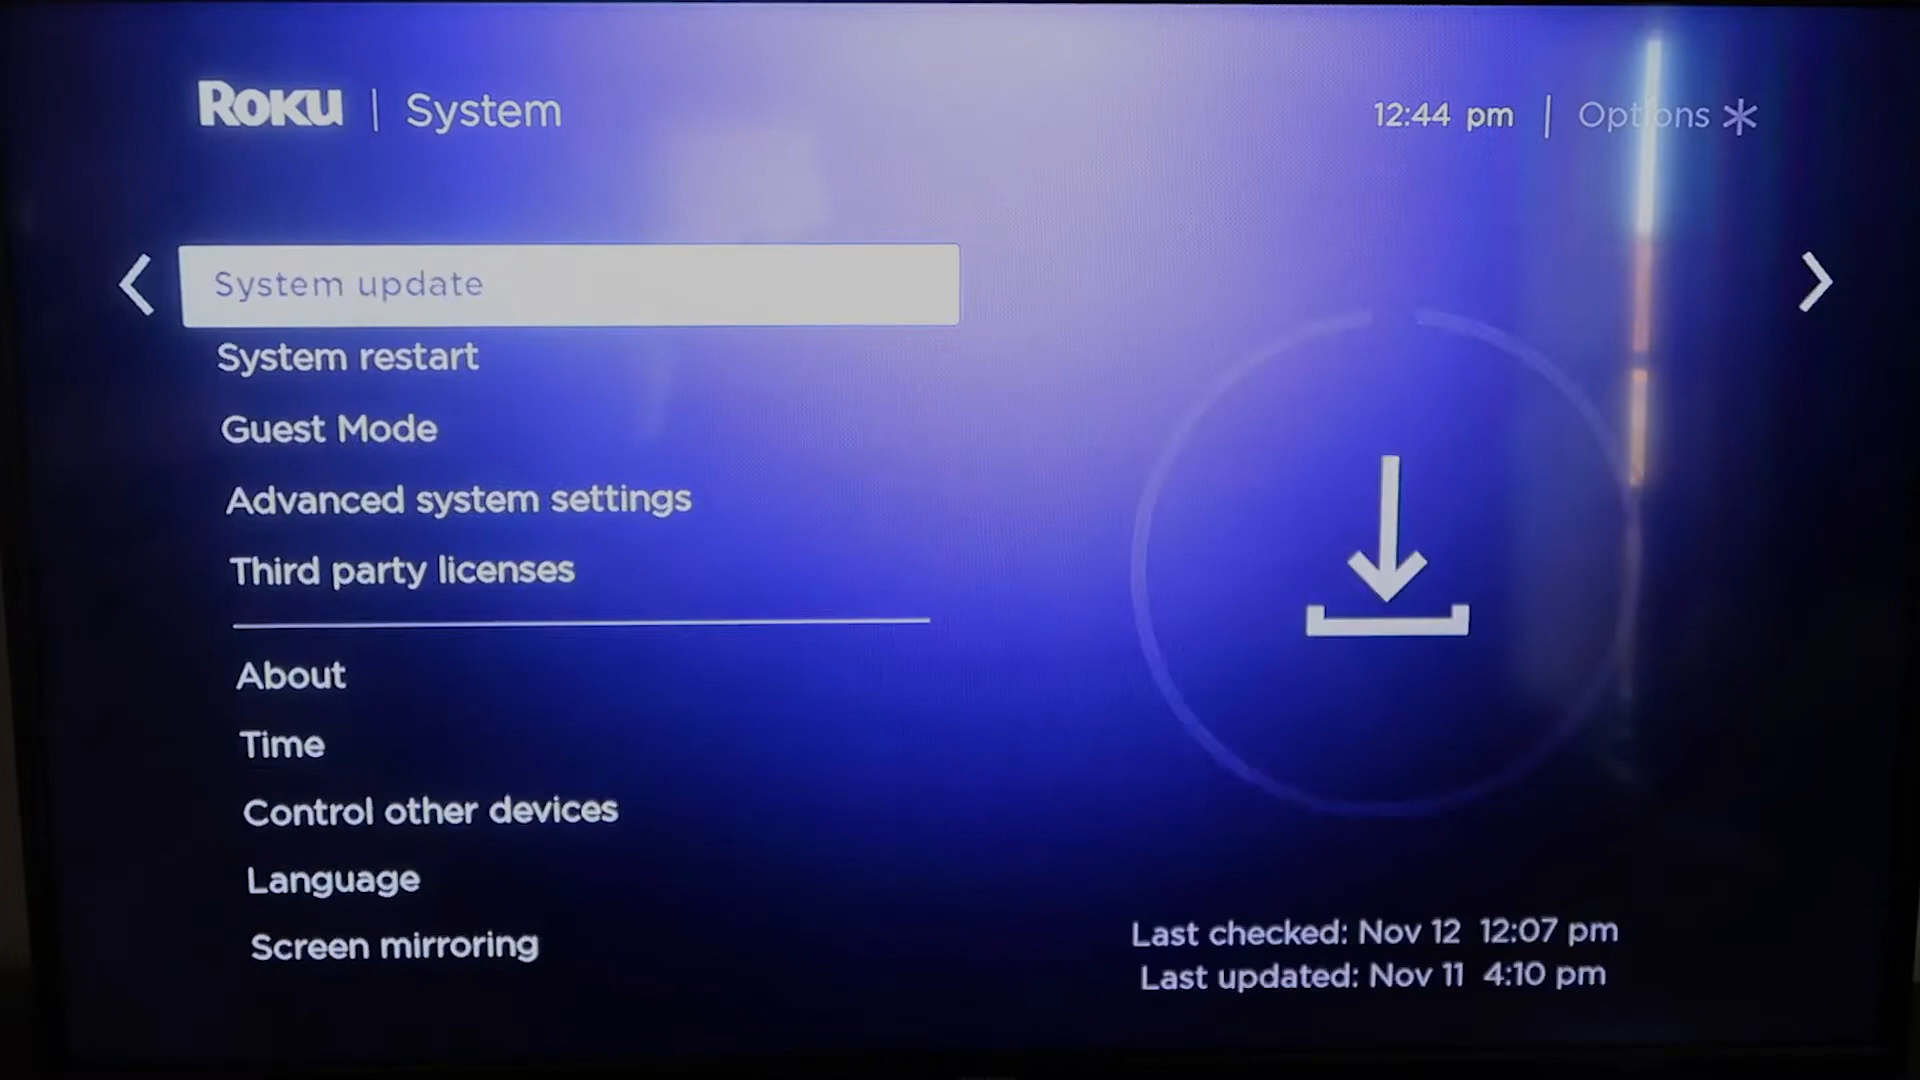 Roku | System
12:44 pm | Options *
System update
System restart
Guest Mode
Advanced system settings
Third party licenses
About
Time
Control other devices
Language
Screen mirroring
Last checked: Nov 12 12:07 pm
Last updated: Nov 11 4:10 pm